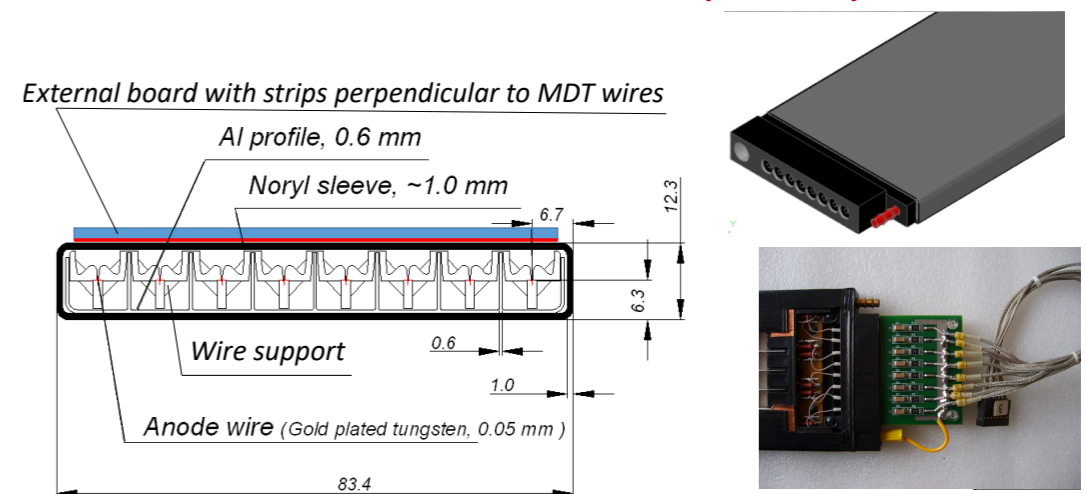 External board with strips perpendicular to MDT wires
Al profile, 0.6 mm
Noryl sleeve, ~1.0 mm
6.7
12.3
6.3
0.6
Wire support
1.0
Anode wire (Gold plated tungsten, 0.05 mm )
83.4
Y